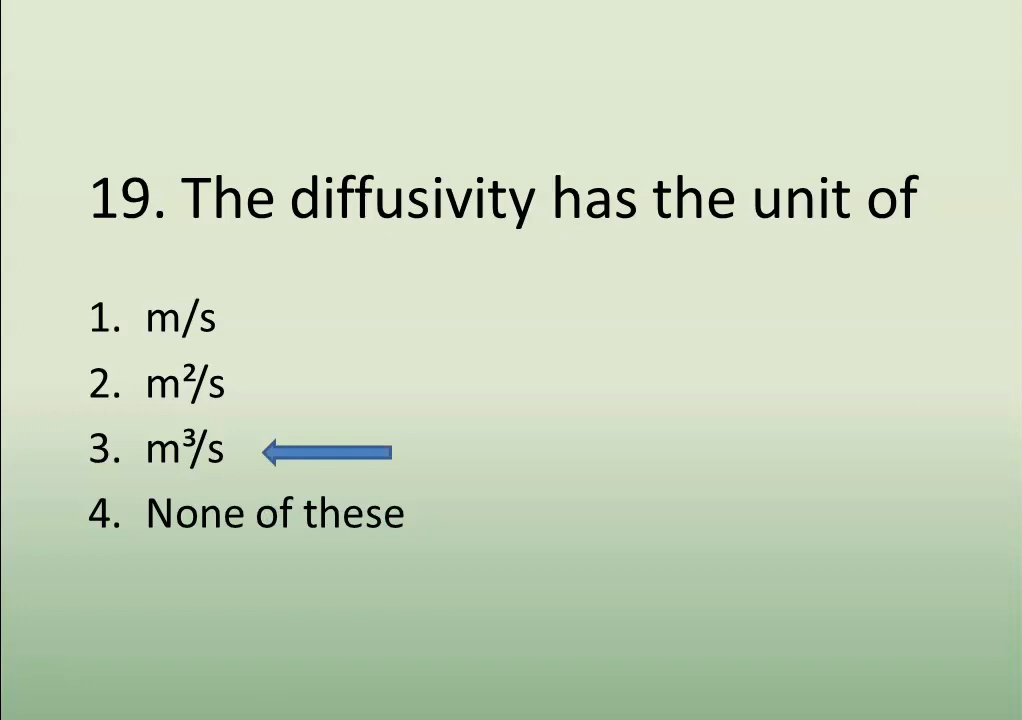 19. The diffusivity has the unit of
1. m/s
2. m²/s
3. m³/s
4. None of these